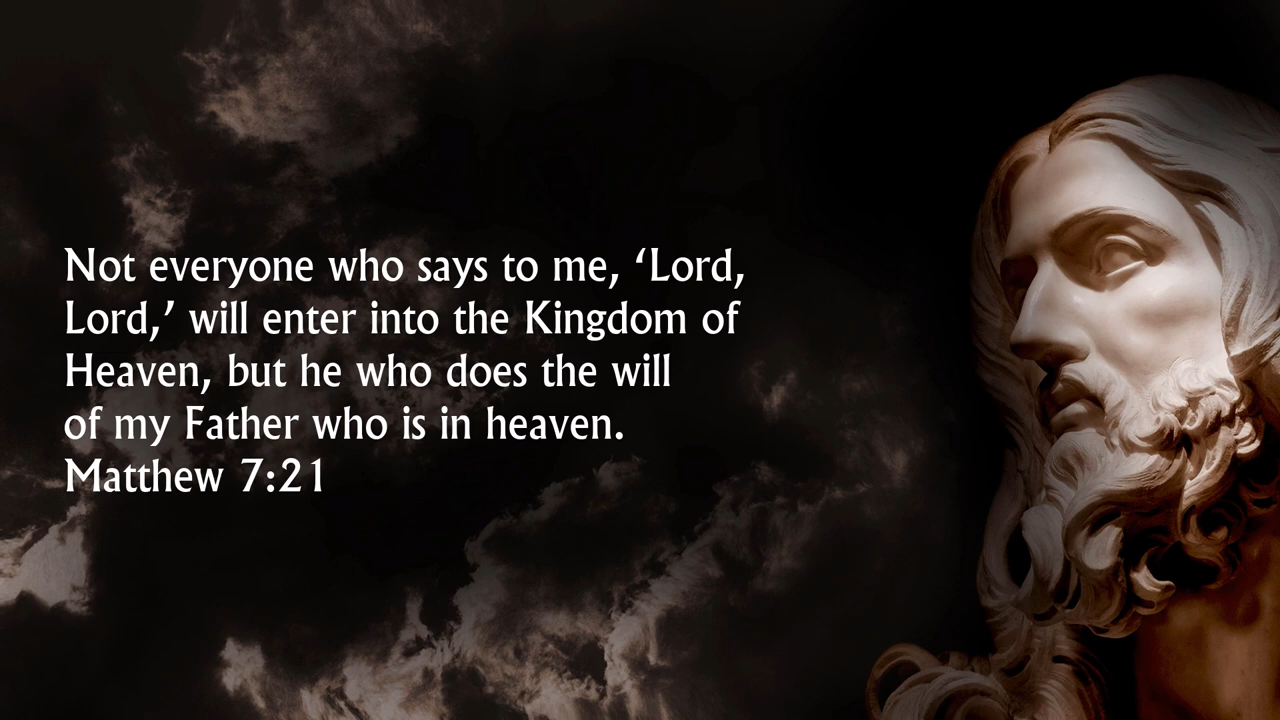 Not everyone who says to me, ‘Lord,
Lord,’ will enter into the Kingdom of
Heaven, but he who does the will
of my Father who is in heaven.
Matthew 7:21